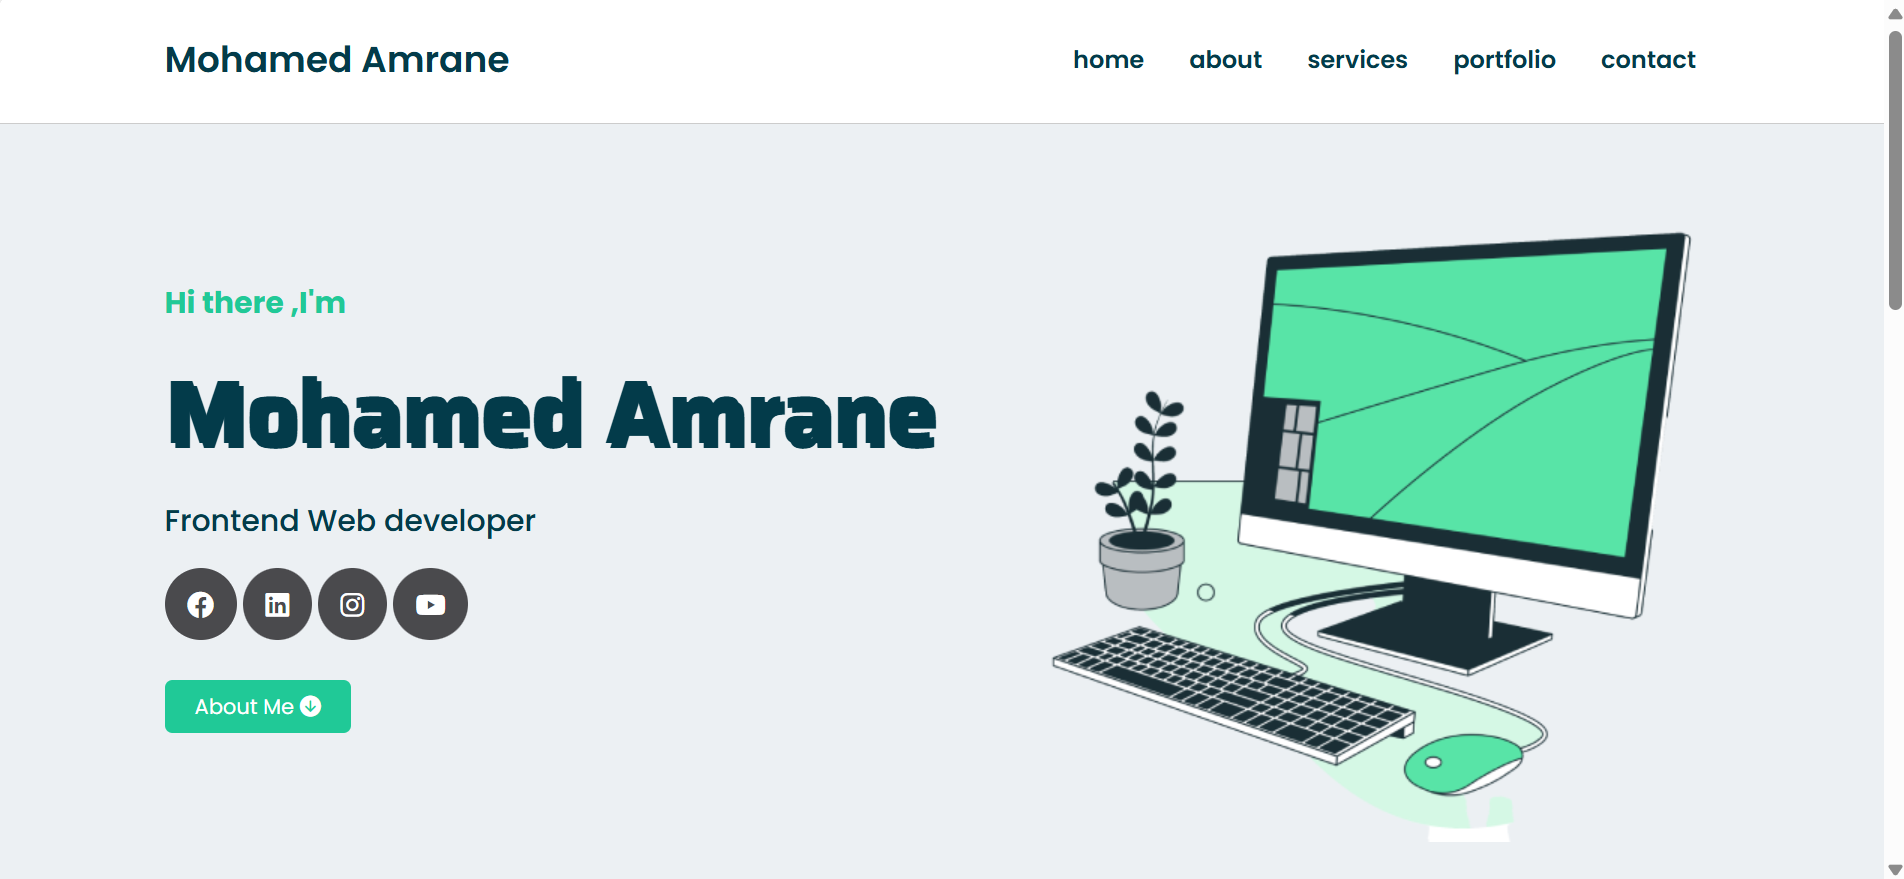 Mohamed Amrane
home about services portfolio contact
Hi there ,I'm
Mohamed Amrane
Frontend Web developer
About Me